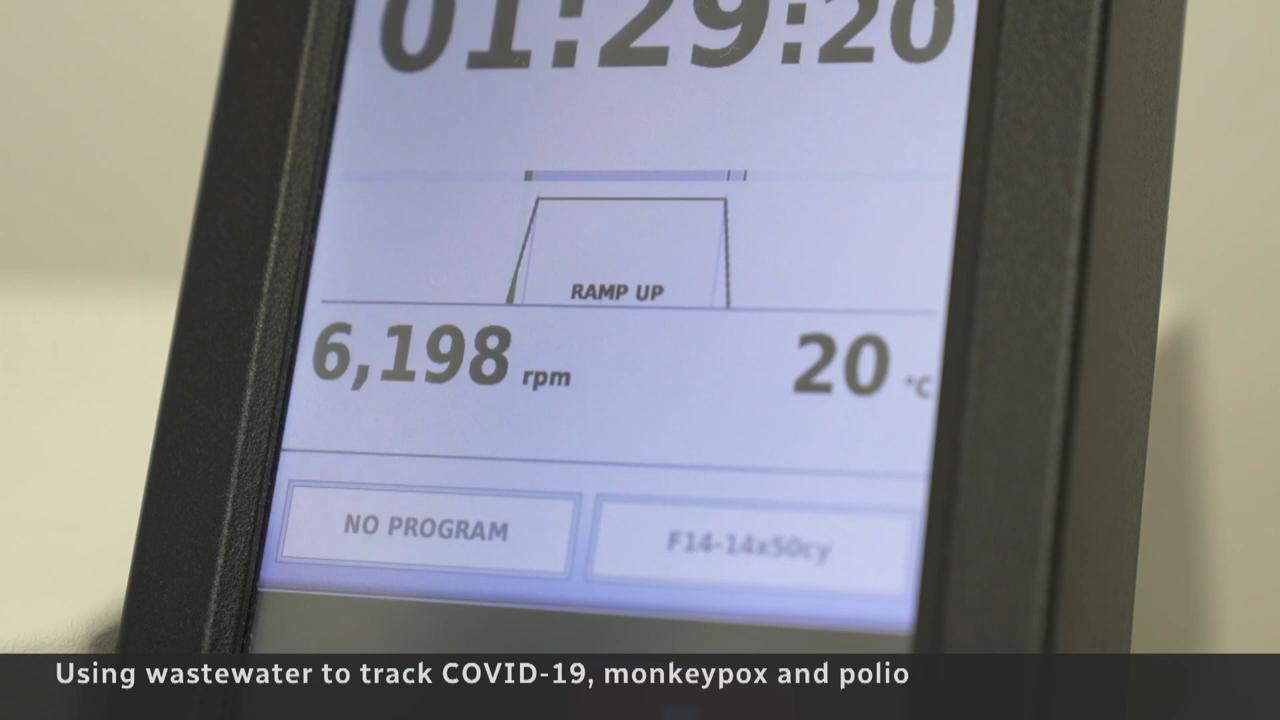 01:29:20
RAMP UP
6,198 rpm
20 °C
NO PROGRAM
F14-14x50cy
Using wastewater to track COVID-19, monkeypox and polio